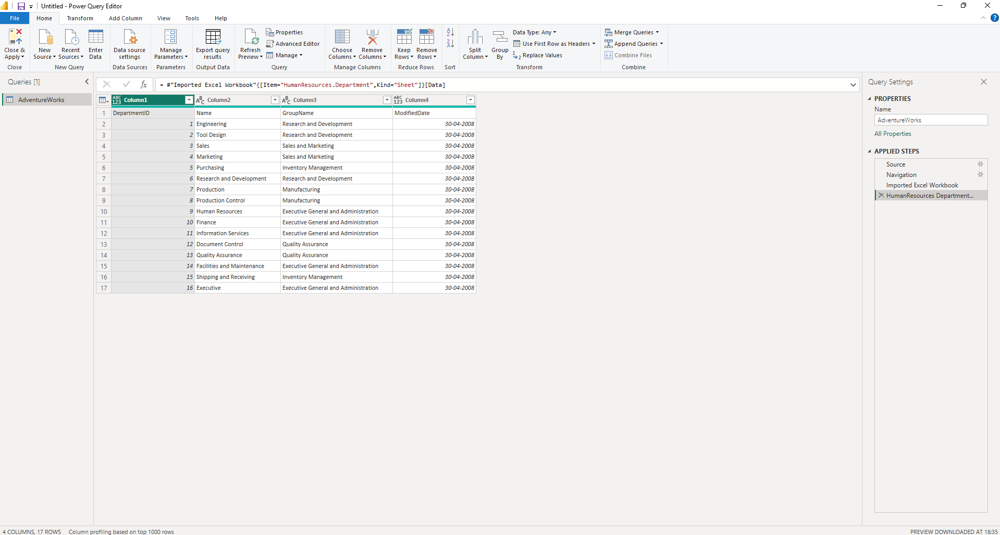 Untitled - Power Query Editor
File Home Transform Add Column View Tools Help
Close & Apply
Close
New Source
Recent Sources
Enter Data
New Query
Data source settings
Data Sources
Manage Parameters
Parameters
Export query results
Output Data
Refresh Preview
Properties
Advanced Editor
Manage
Query
Choose Columns
Remove Columns
Manage Columns
Keep Rows
Remove Rows
Reduce Rows
Sort
Split Column
Group By
Data Type: Any
Use First Row as Headers
Replace Values
Transform
Merge Queries
Append Queries
Combine Files
Combine
Queries [1]
AdventureWorks
fx = #"Imported Excel Workbook"{[Item="HumanResources.Department",Kind="Sheet"]}[Data]
ABC 123 Column1 ABC Column2 ABC Column3 ABC 123 Column4
1 DepartmentID Name GroupName ModifiedDate
2 1 Engineering Research and Development 30-04-2008
3 2 Tool Design Research and Development 30-04-2008
4 3 Sales Sales and Marketing 30-04-2008
5 4 Marketing Sales and Marketing 30-04-2008
6 5 Purchasing Inventory Management 30-04-2008
7 6 Research and Development Research and Development 30-04-2008
8 7 Production Manufacturing 30-04-2008
9 8 Production Control Manufacturing 30-04-2008
10 9 Human Resources Executive General and Administration 30-04-2008
11 10 Finance Executive General and Administration 30-04-2008
12 11 Information Services Executive General and Administration 30-04-2008
13 12 Document Control Quality Assurance 30-04-2008
14 13 Quality Assurance Quality Assurance 30-04-2008
15 14 Facilities and Maintenance Executive General and Administration 30-04-2008
16 15 Shipping and Receiving Inventory Management 30-04-2008
17 16 Executive Executive General and Administration 30-04-2008
Query Settings
PROPERTIES
Name
AdventureWorks
All Properties
APPLIED STEPS
Source
Navigation
Imported Excel Workbook
HumanResources Department...
4 COLUMNS, 17 ROWS Column profiling based on top 1000 rows
PREVIEW DOWNLOADED AT 18:35